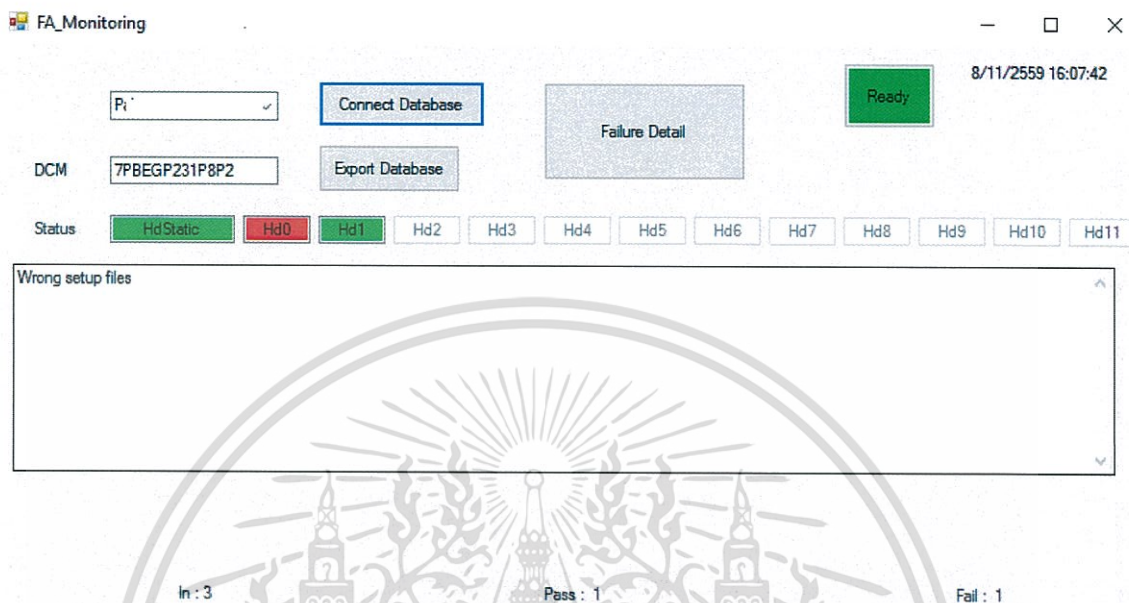 FA_Monitoring
8/11/2559 16:07:42
Connect Database
Failure Detail
Ready
DCM 7PBEGP231P8P2 Export Database
Status HdStatic Hd0 Hd1 Hd2 Hd3 Hd4 Hd5 Hd6 Hd7 Hd8 Hd9 Hd10 Hd11
Wrong setup files
In : 3 Pass : 1 Fail : 1